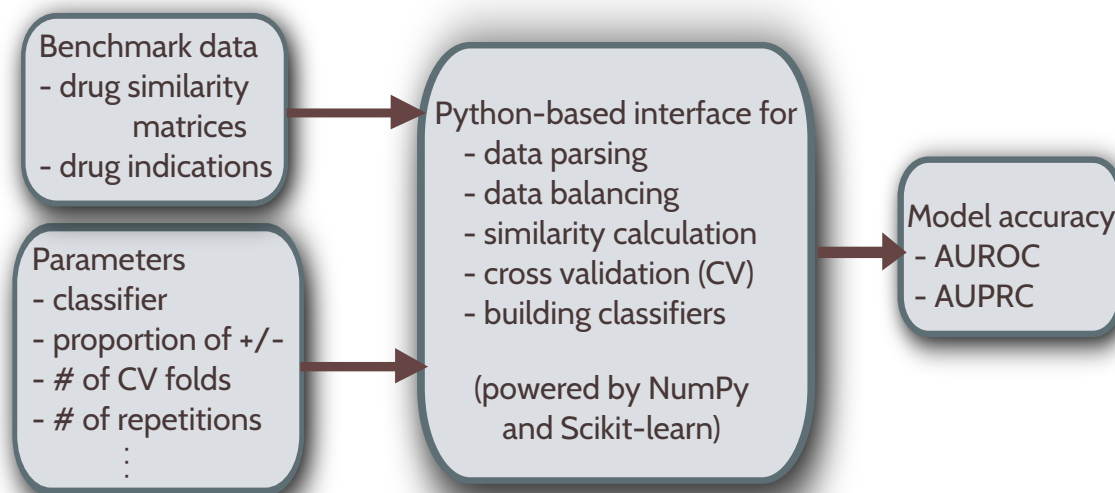 Benchmark data
- drug similarity
matrices
- drug indications
Parameters
- classifier
- proportion of +/-
- # of CV folds
- # of repetitions
⋮
Python-based interface for
- data parsing
- data balancing
- similarity calculation
- cross validation (CV)
- building classifiers
(powered by NumPy
and Scikit-learn)
Model accuracy
- AUROC
- AUPRC